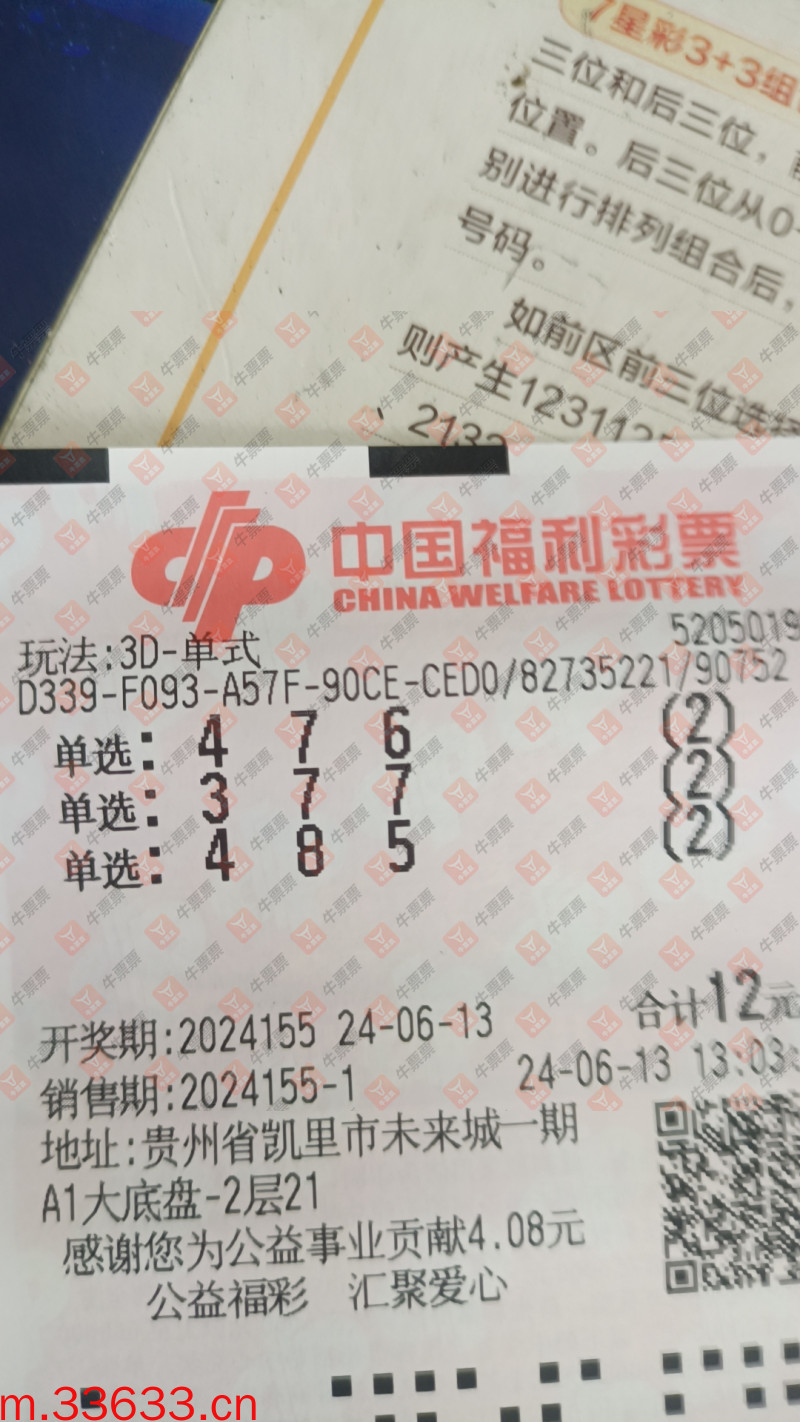 7星彩3+3组
三位和后三位，
位置。后三位从0
别进行排列组合后，
号码。
如前区前三位选择
则产生123112
2132
中国福利彩票
CHINA WELFARE LOTTERY
5205019
玩法:3D-单式
D339-F093-A57F-90CE-CED0/82735221/90752
单选: 4 7 6 (2)
单选: 3 7 7 (2)
单选: 4 8 5 (2)
合计12元
开奖期:2024155 24-06-13
销售期:2024155-1 24-06-13 13:03:
地址:贵州省凯里市未来城一期
A1大底盘-2层21
感谢您为公益事业贡献4.08元
公益福彩 汇聚爱心
牛票票
m.33633.cn